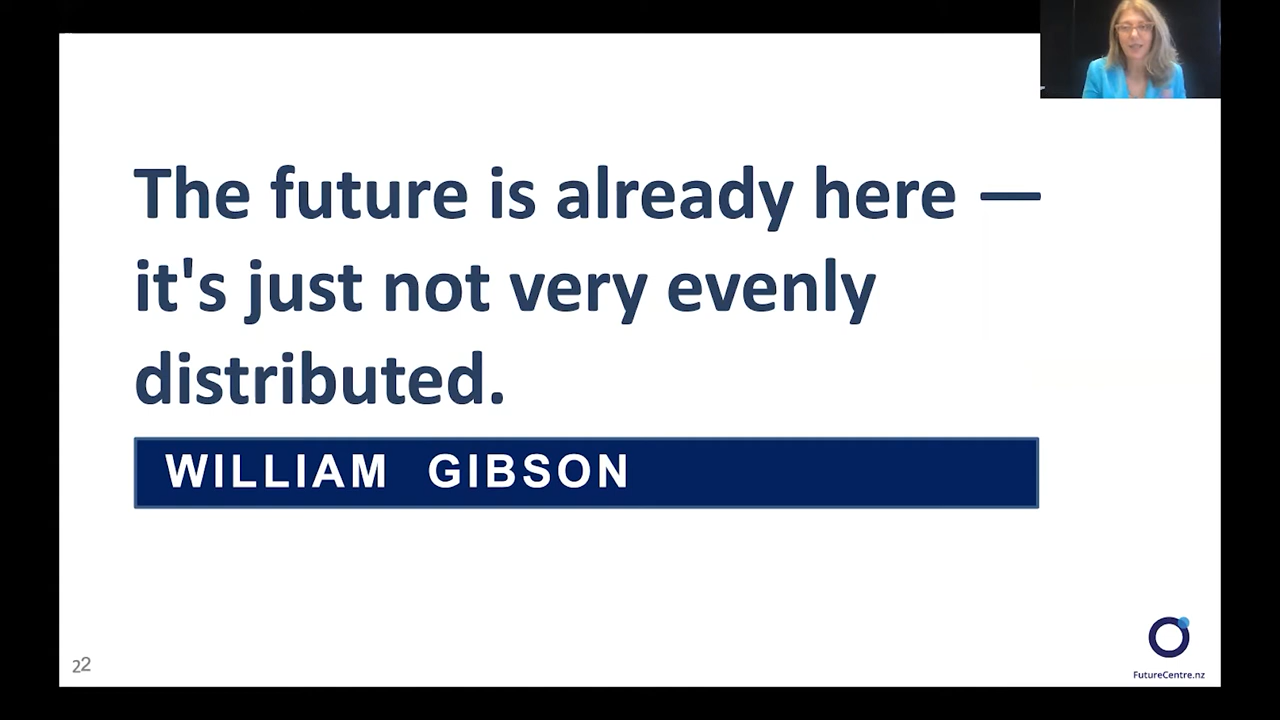 The future is already here —
it's just not very evenly
distributed.
WILLIAM GIBSON
22
FutureCentre.nz